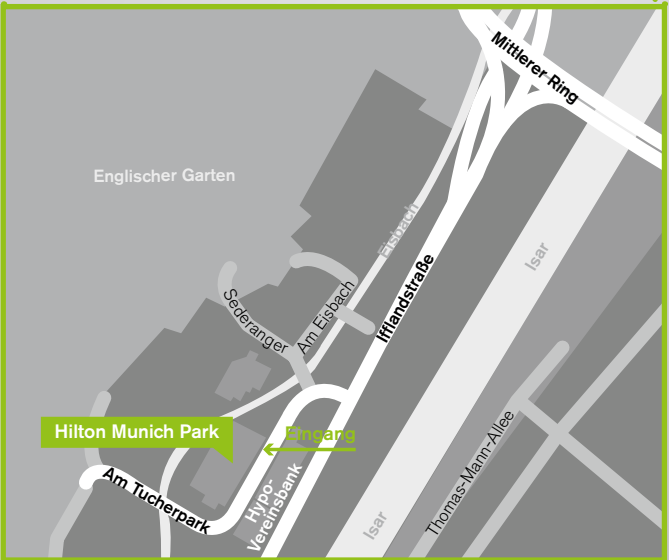 Mittlerer Ring
Englischer Garten
Eisbach
Isar
Ifflandstraße
Sederanger
Am Eisbach
Hilton Munich Park
Eingang
Thomas-Mann-Allee
Am Tucherpark
Hypo-
Vereinsbank
Isar